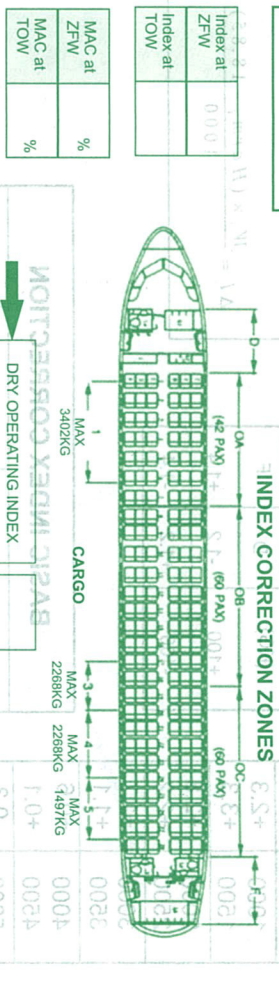 Index at ZFW
Index at TOW
MAC at ZFW %
MAC at TOW %
INDEX CORRECTION ZONES
D OA OB OC F
(42 PAX) (60 PAX) (60 PAX)
1 3 4 5
MAX 3402KG
CARGO
MAX 2268KG
MAX 2268KG
MAX 1497KG
DRY OPERATING INDEX
BASIC INDEX CORRECTION